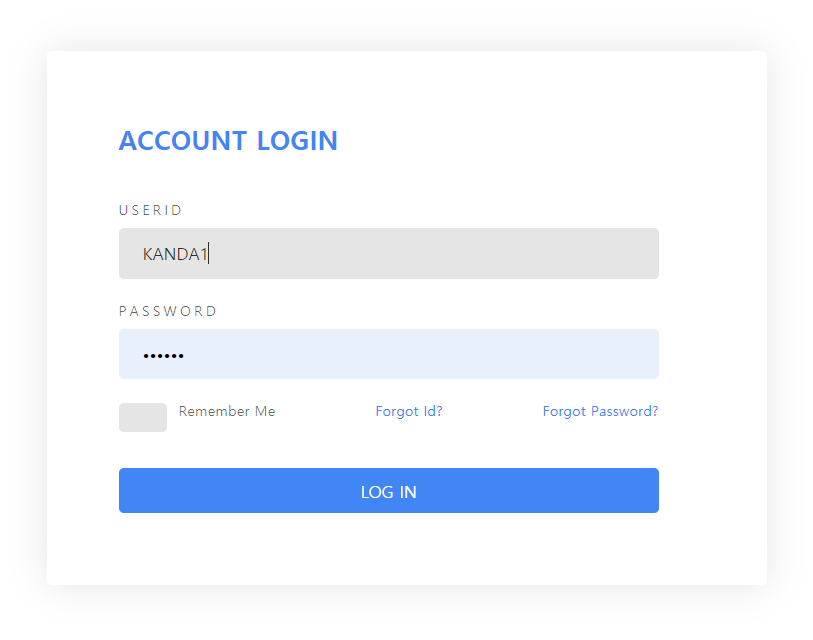 ACCOUNT LOGIN
USERID
KANDA1
PASSWORD
••••••
Remember Me Forgot Id? Forgot Password?
LOG IN